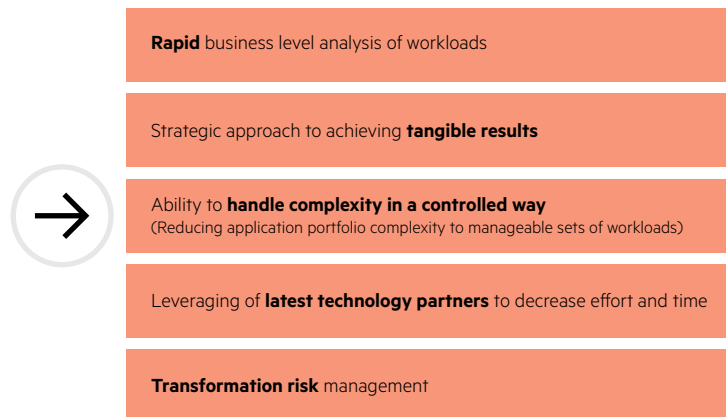 Rapid business level analysis of workloads
Strategic approach to achieving tangible results
Ability to handle complexity in a controlled way
(Reducing application portfolio complexity to manageable sets of workloads)
Leveraging of latest technology partners to decrease effort and time
Transformation risk management